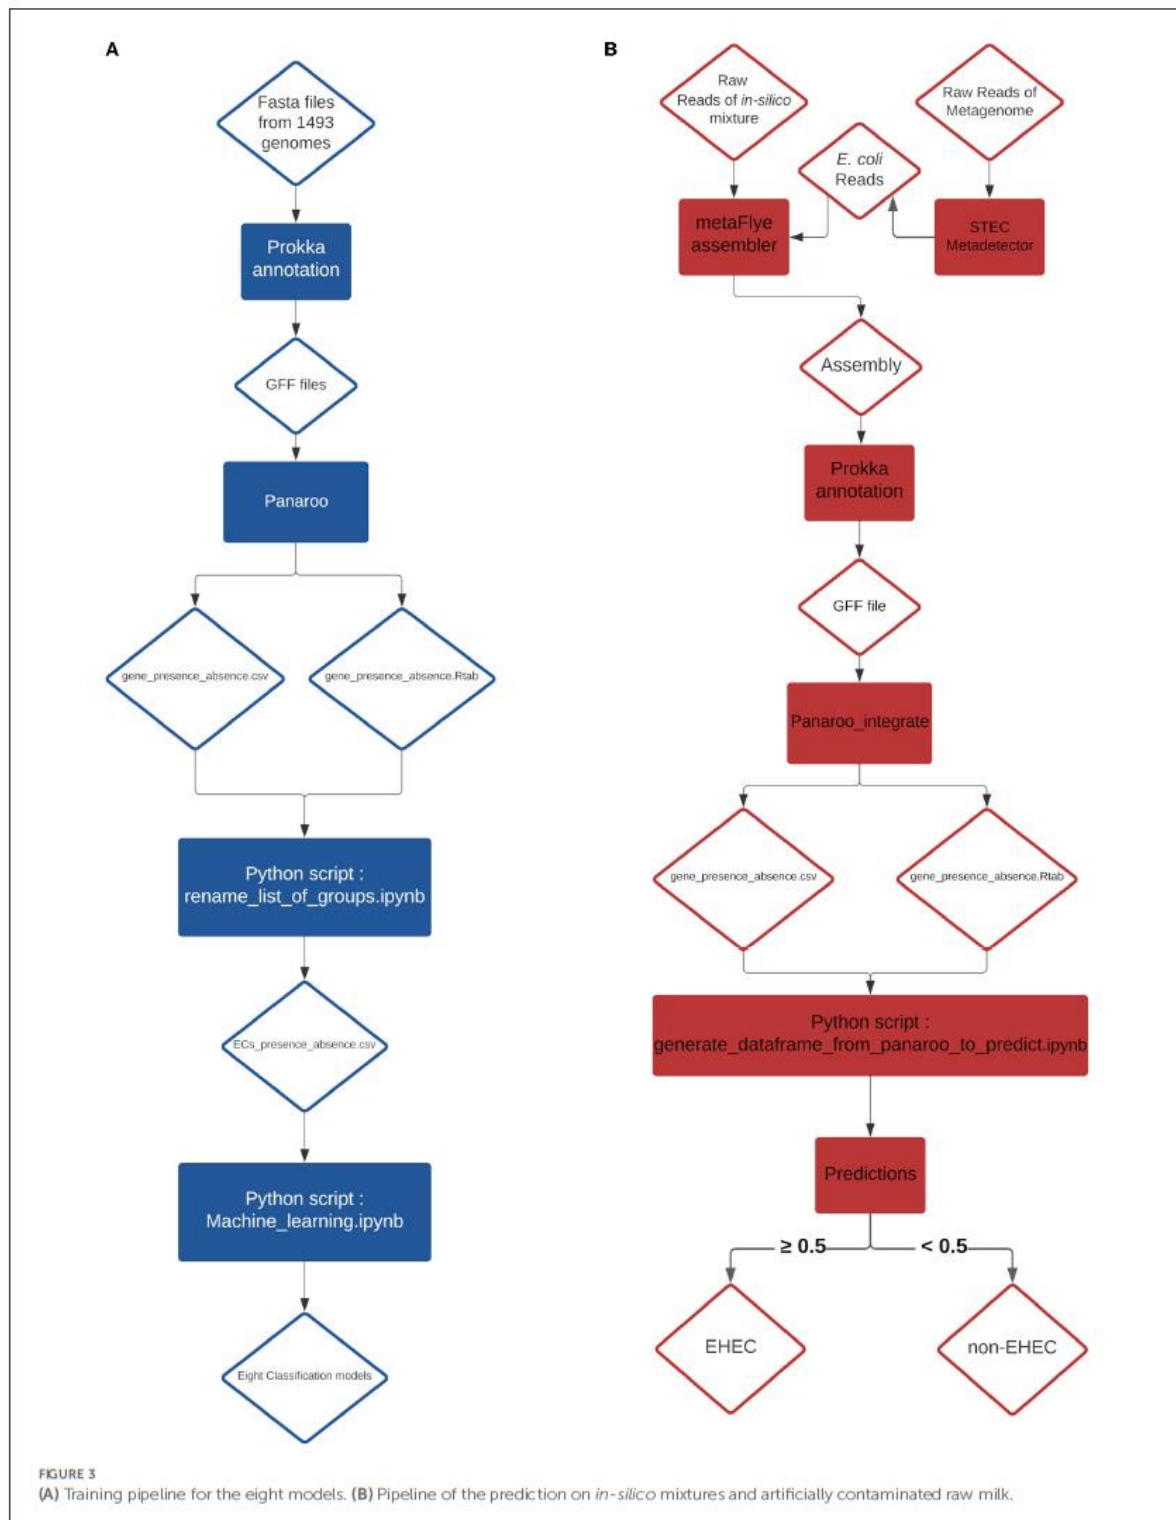 A
Fasta files
from 1493
genomes
Prokka
annotation
GFF files
Panaroo
gene_presence_absence.csv
gene_presence_absence.Rtab
Python script :
rename_list_of_groups.ipynb
ECs_presence_absence.csv
Python script :
Machine_learning.ipynb
Eight Classification models
B
Raw
Reads of in-silico
mixture
Raw Reads of
Metagenome
E. coli
Reads
metaFlye
assembler
STEC
Metadetector
Assembly
Prokka
annotation
GFF file
Panaroo_integrate
gene_presence_absence.csv
gene_presence_absence.Rtab
Python script :
generate_dataframe_from_panaroo_to_predict.ipynb
Predictions
≥ 0.5
< 0.5
EHEC
non-EHEC
FIGURE 3
(A) Training pipeline for the eight models. (B) Pipeline of the prediction on in-silico mixtures and artificially contaminated raw milk.